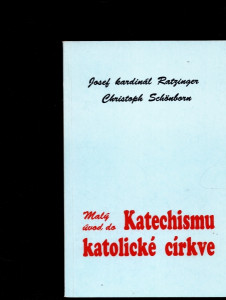 Josef kardinál Ratzinger
Christoph Schönborn
Malý
úvod do Katechismu
katolické církve